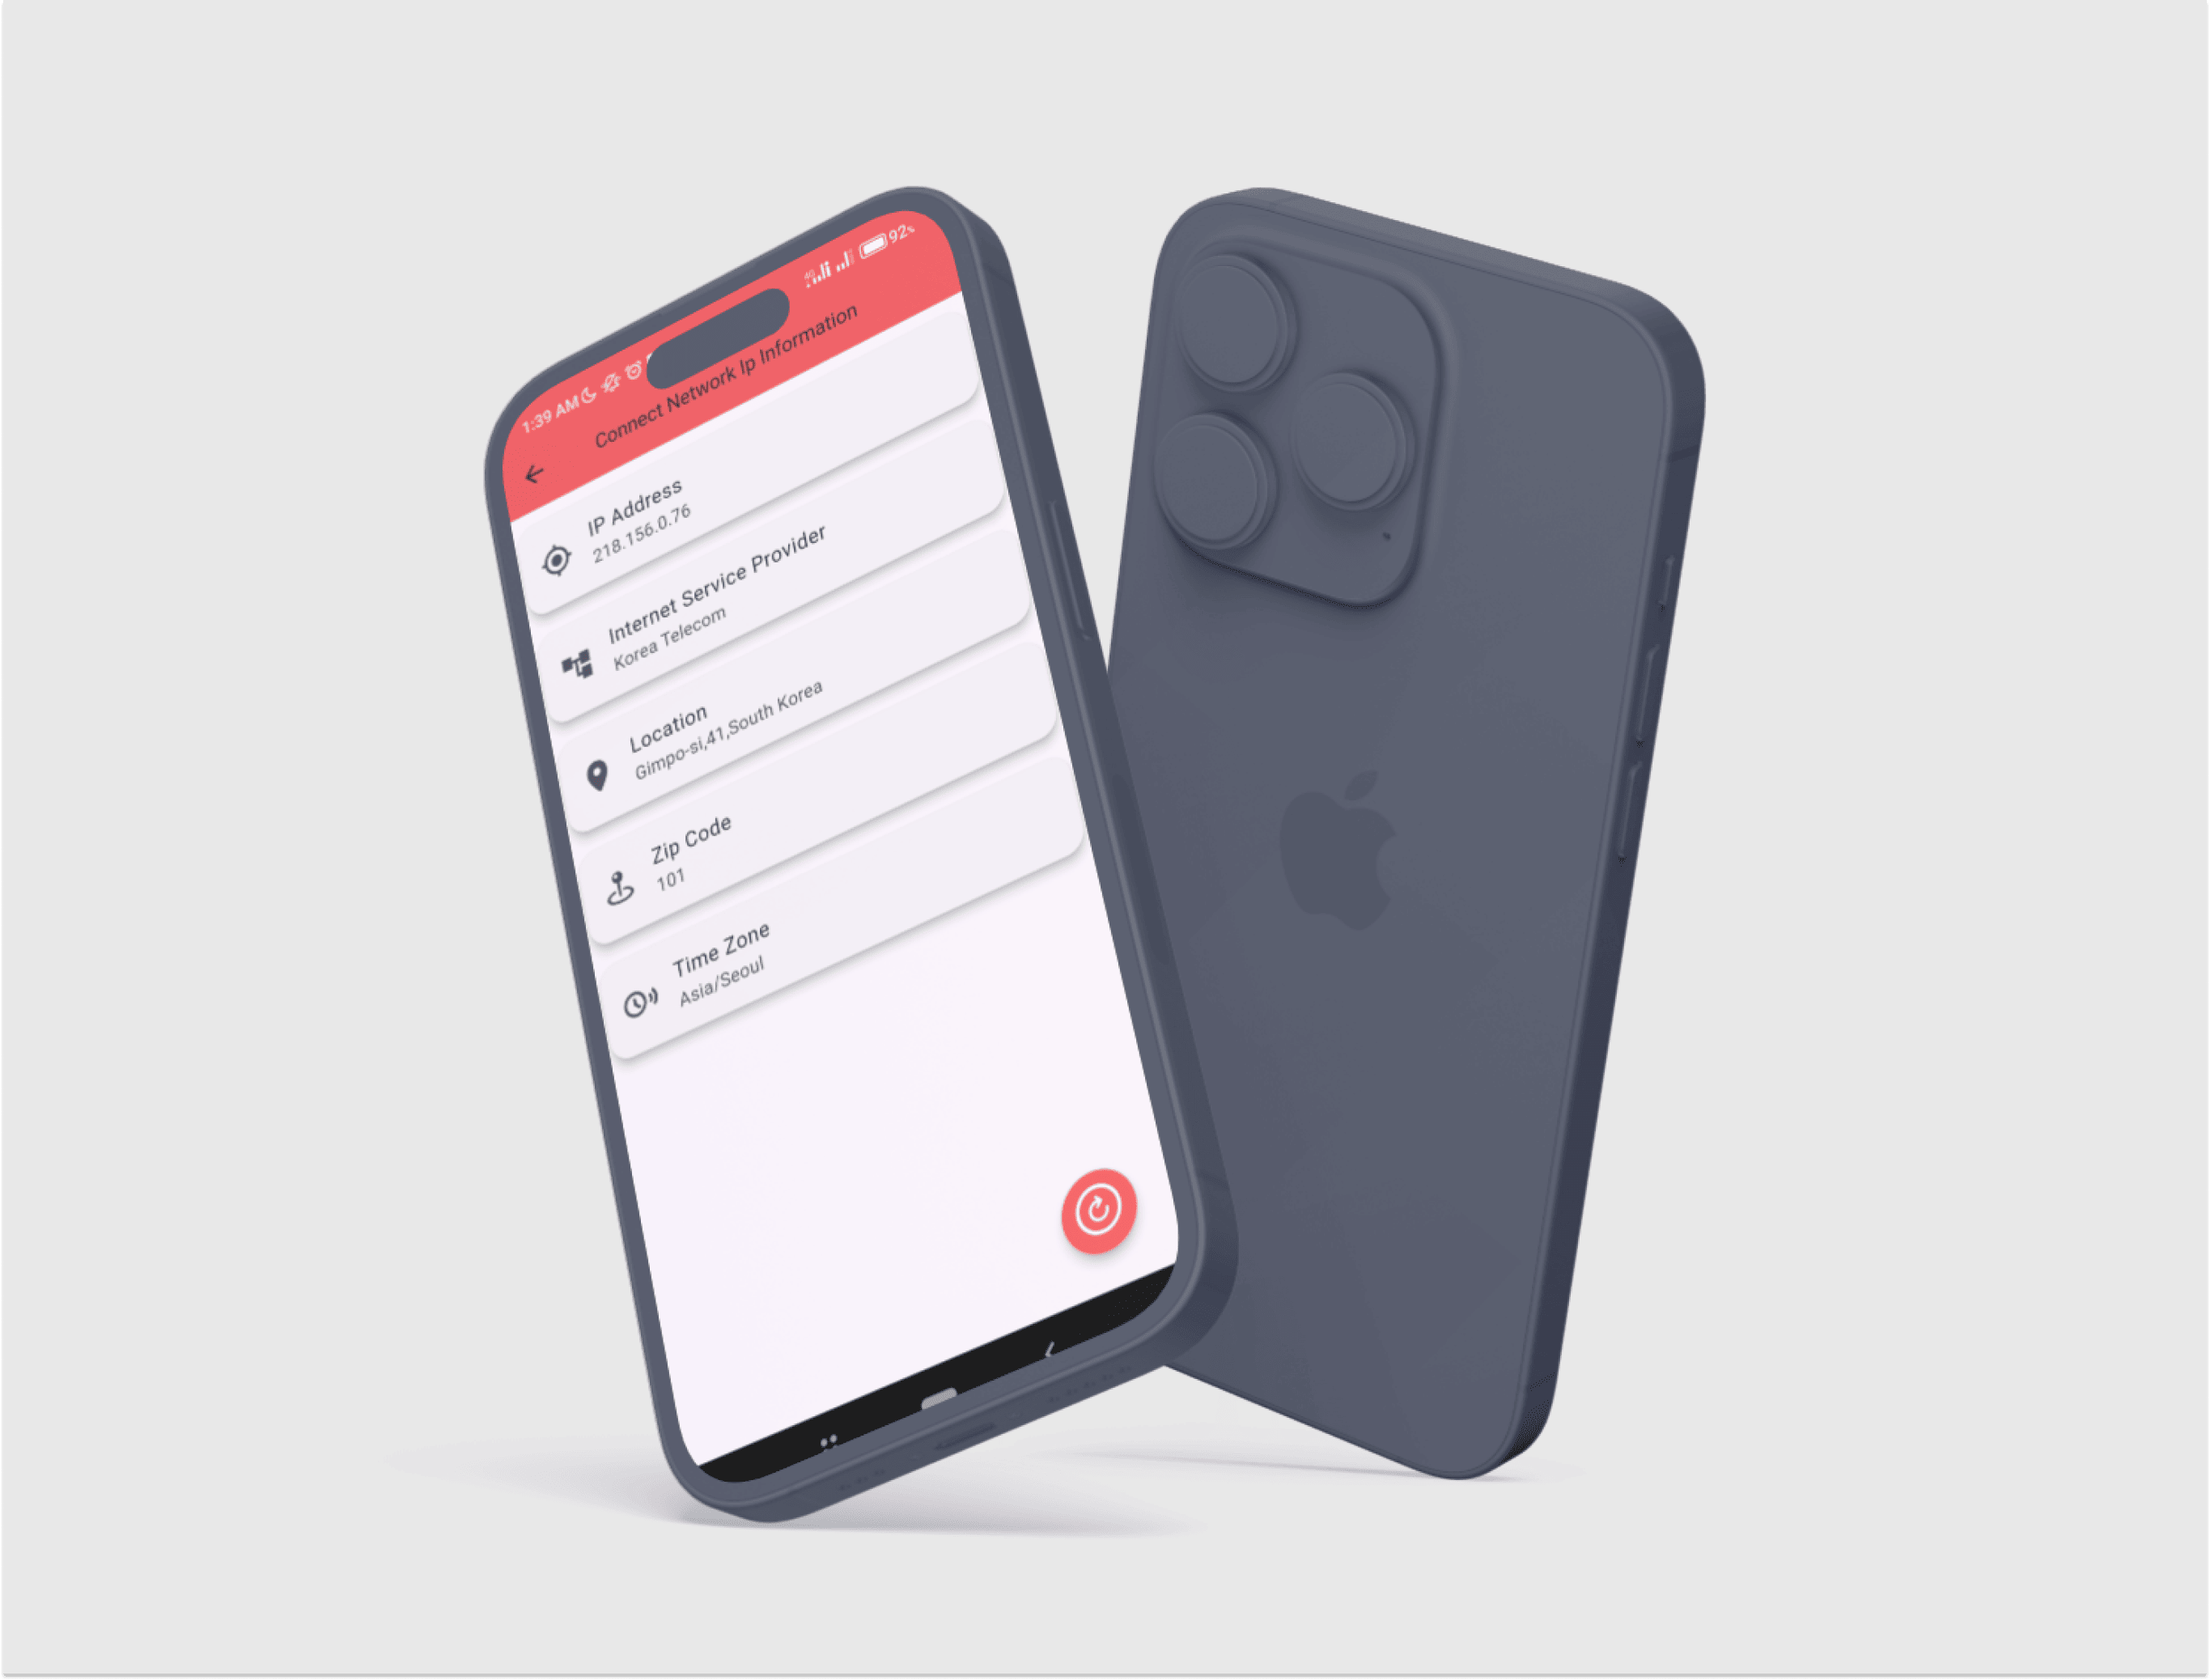 1:39 AM
92%
Connect Network Ip Information
IP Address
218.156.0.76
Internet Service Provider
Korea Telecom
Location
Gimpo-si,41,South Korea
Zip Code
101
Time Zone
Asia/Seoul